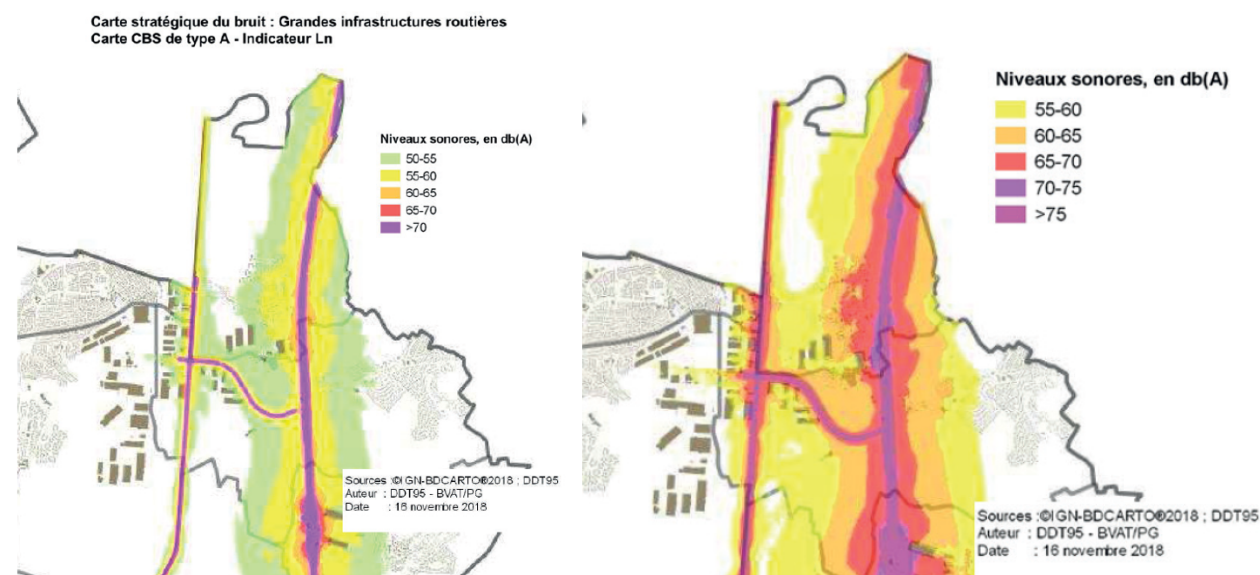 Carte stratégique du bruit : Grandes infrastructures routières
Carte CBS de type A - Indicateur Ln
Niveaux sonores, en db(A)
50-55
55-60
60-65
65-70
>70
Sources :©IGN-BDCARTO®2018 ; DDT95
Auteur : DDT95 - BVAT/PG
Date : 16 novembre 2018
Niveaux sonores, en db(A)
55-60
60-65
65-70
70-75
>75
Sources :©IGN-BDCARTO®2018 ; DDT95
Auteur : DDT95 - BVAT/PG
Date : 16 novembre 2018